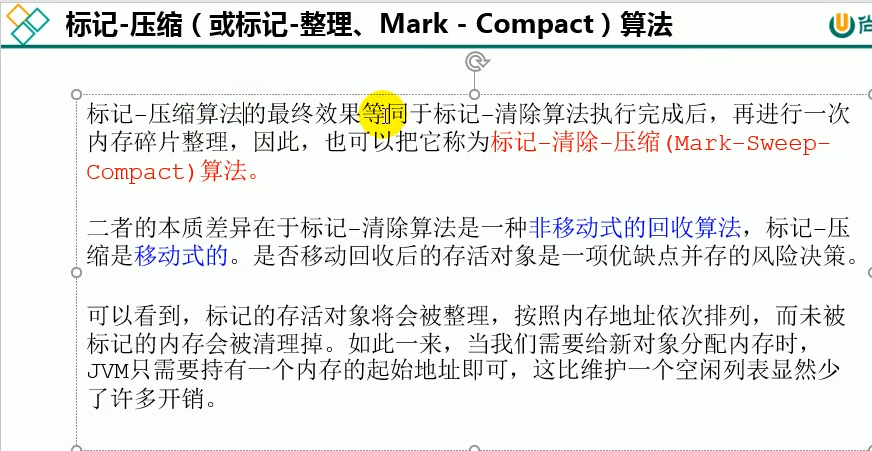 标记-压缩(或标记-整理、Mark - Compact)算法
标记-压缩算法的最终效果等同于标记-清除算法执行完成后，再进行一次
内存碎片整理，因此，也可以把它称为标记-清除-压缩(Mark-Sweep-
Compact)算法。
二者的本质差异在于标记-清除算法是一种非移动式的回收算法，标记-压
缩是移动式的。是否移动回收后的存活对象是一项优缺点并存的风险决策。
可以看到，标记的存活对象将会被整理，按照内存地址依次排列，而未被
标记的内存会被清理掉。如此一来，当我们需要给新对象分配内存时，
JVM只需要持有一个内存的起始地址即可，这比维护一个空闲列表显然少
了许多开销。